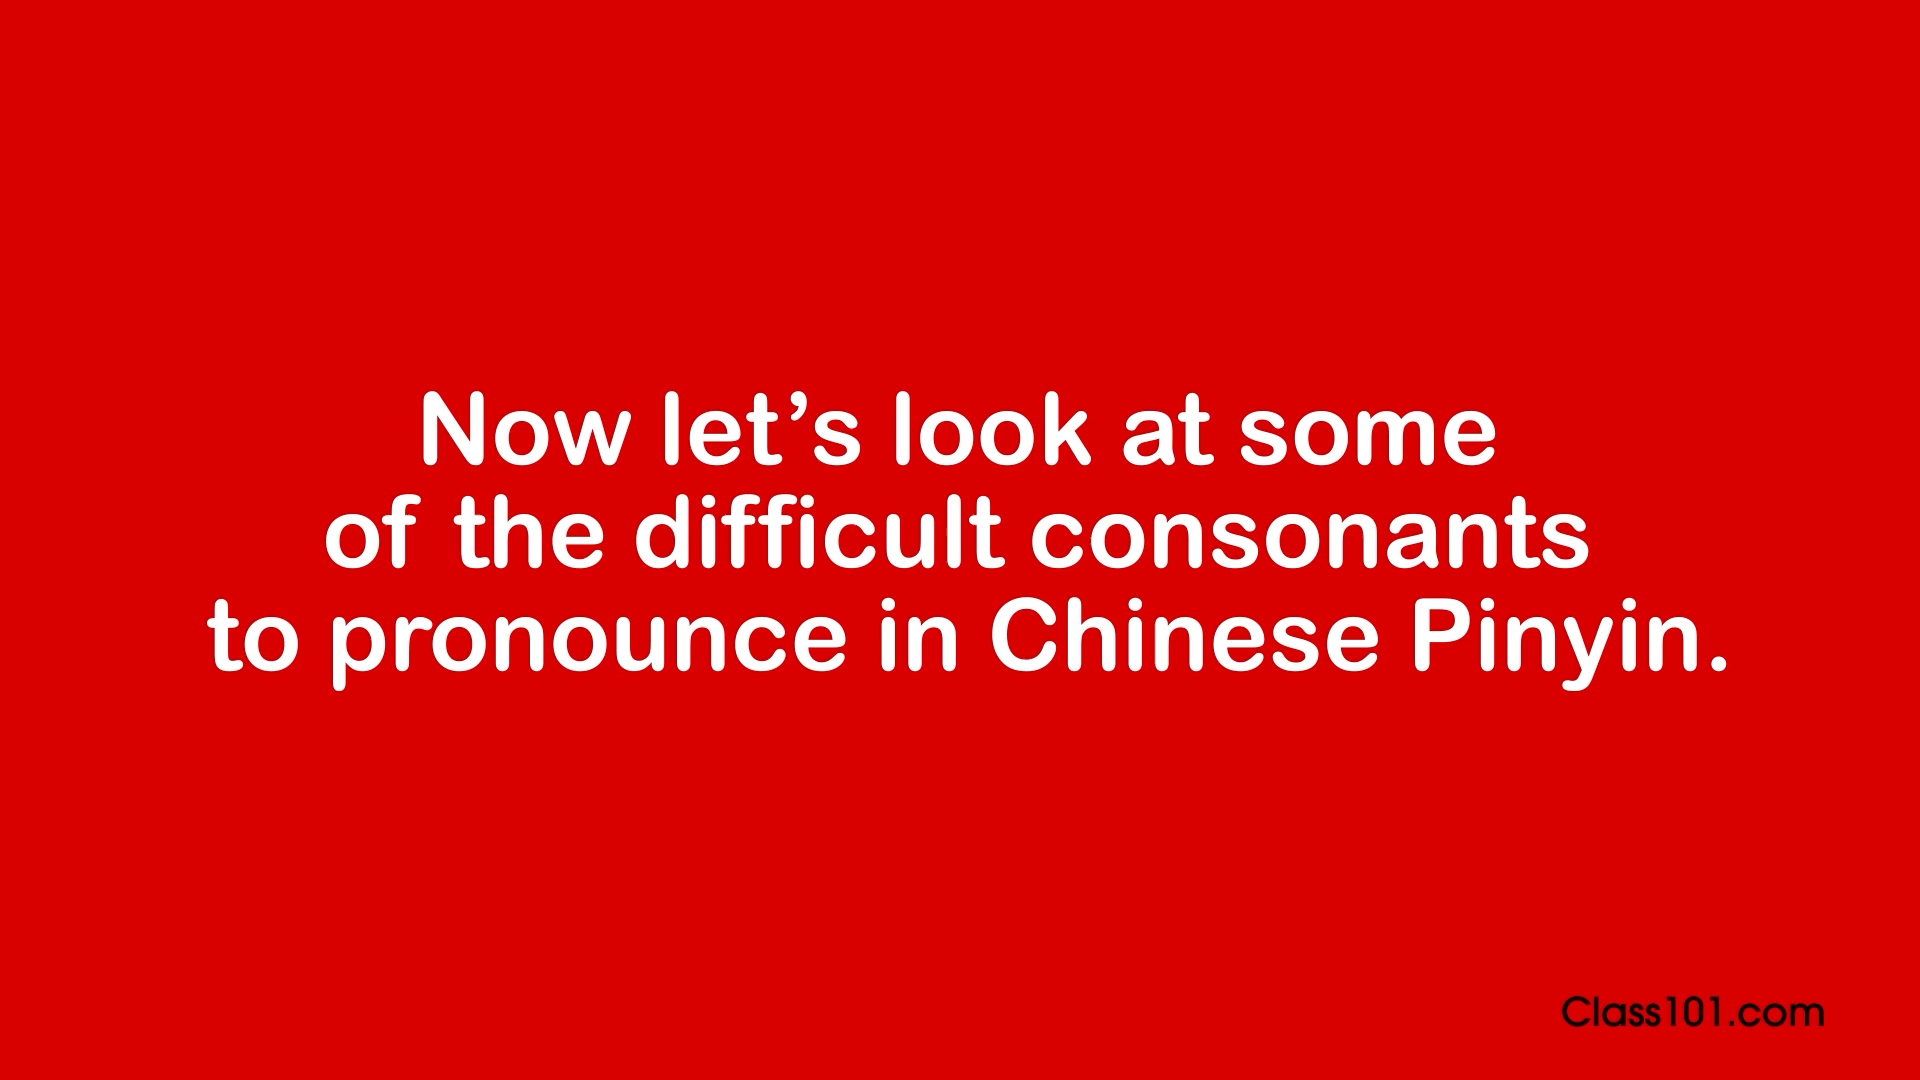 Now let’s look at some
of the difficult consonants
to pronounce in Chinese Pinyin.
Class101.com